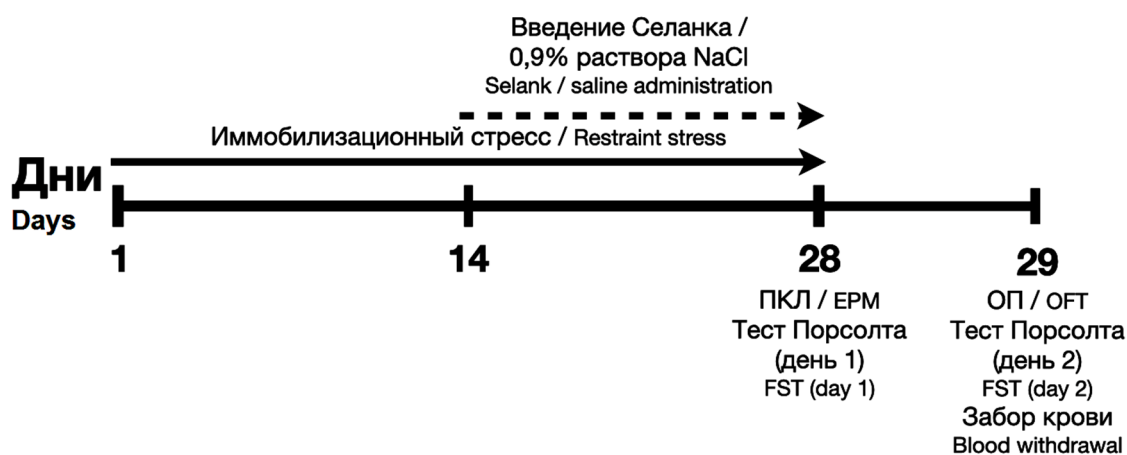 Введение Селанка /
0,9% раствора NaCl
Selank / saline administration
Иммобилизационный стресс / Restraint stress
Дни
Days
1
14
28
29
ПКЛ / EPM
Тест Порсолта
(день 1)
FST (day 1)
ОП / OFT
Тест Порсолта
(день 2)
FST (day 2)
Забор крови
Blood withdrawal